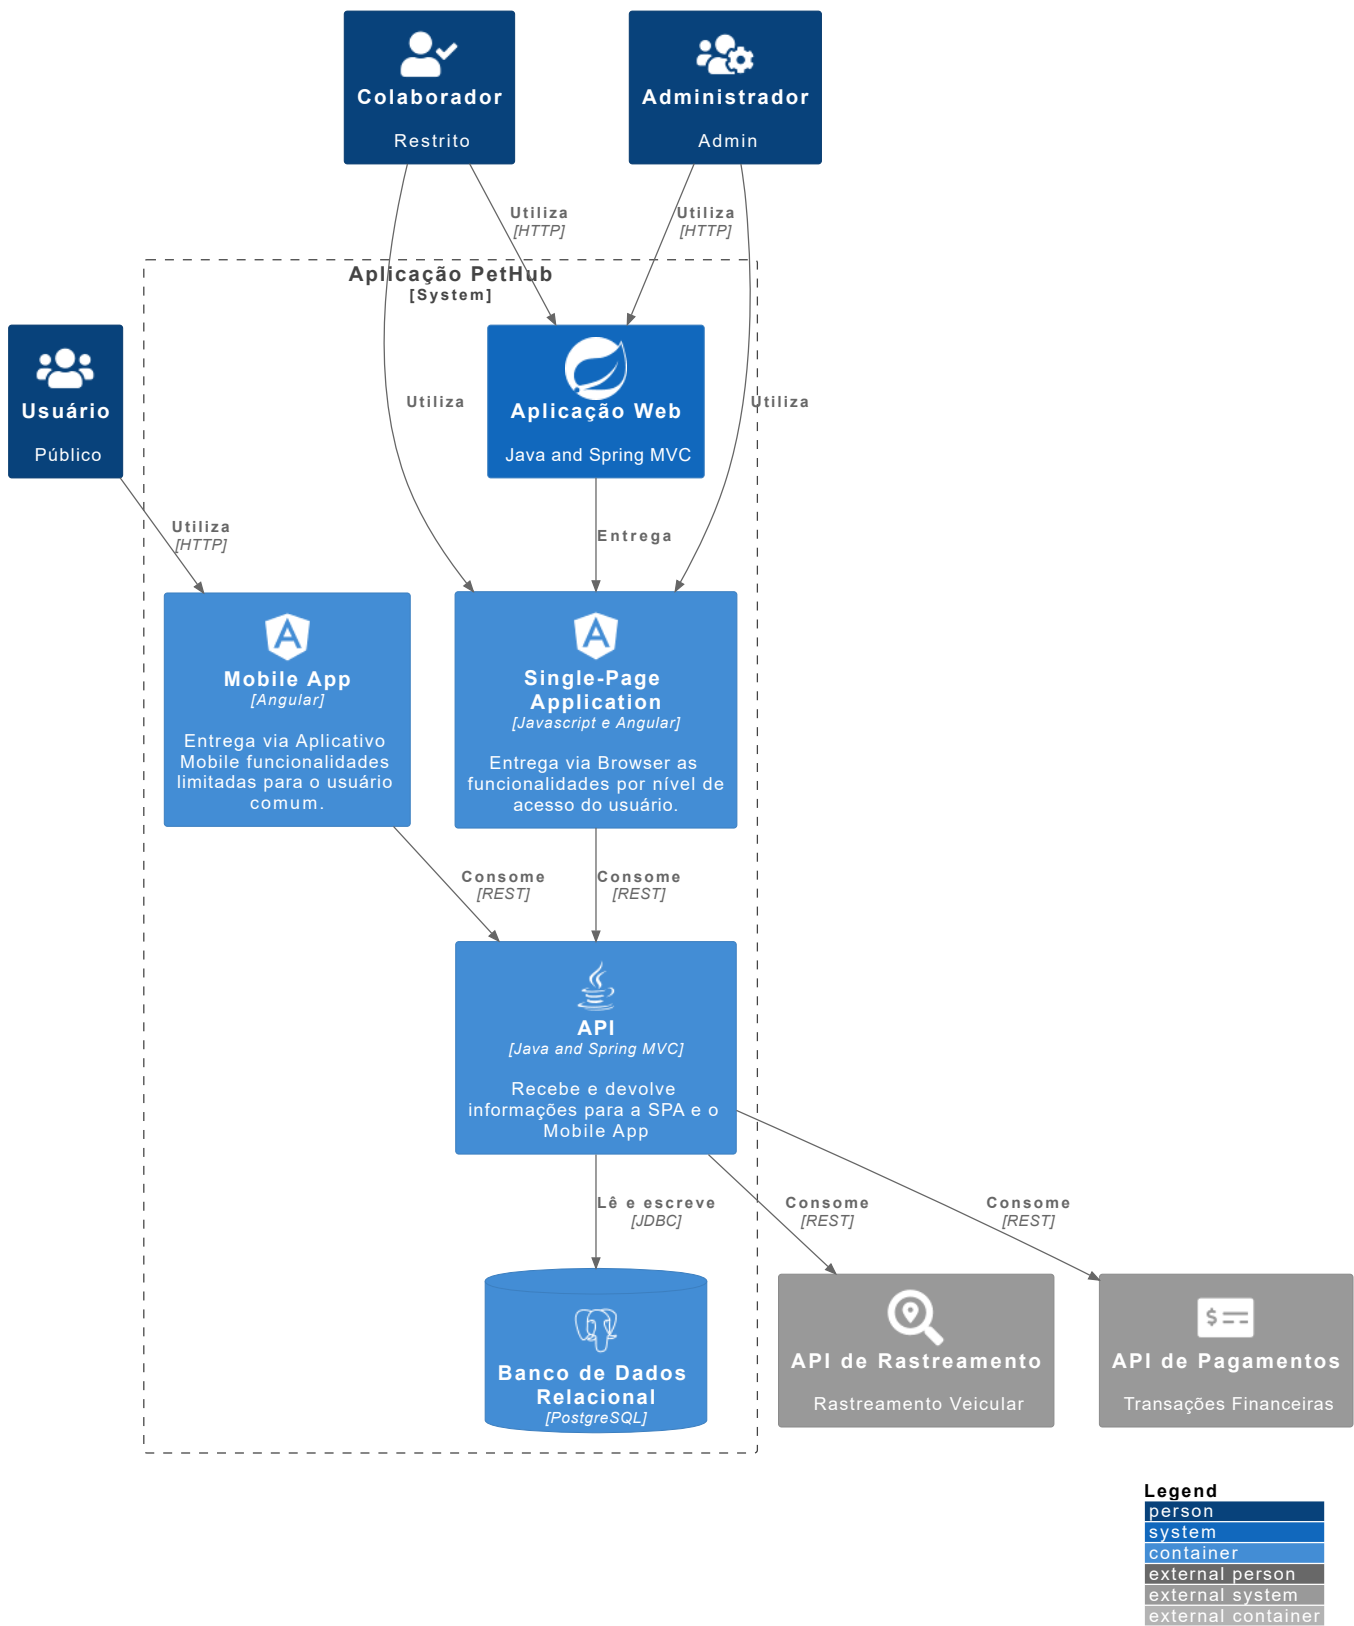 Colaborador
Restrito
Administrador
Admin
Utiliza
[HTTP]
Utiliza
[HTTP]
Aplicação PetHub
[System]
Usuário
Público
Utiliza
Aplicação Web
Java and Spring MVC
Utiliza
Utiliza
[HTTP]
Entrega
Mobile App
[Angular]
Entrega via Aplicativo
Mobile funcionalidades
limitadas para o usuário
comum.
Single-Page
Application
[Javascript e Angular]
Entrega via Browser as
funcionalidades por nível de
acesso do usuário.
Consome
[REST]
Consome
[REST]
API
[Java and Spring MVC]
Recebe e devolve
informações para a SPA e o
Mobile App
Lê e escreve
[JDBC]
Consome
[REST]
Consome
[REST]
Banco de Dados
Relacional
[PostgreSQL]
API de Rastreamento
Rastreamento Veicular
$
API de Pagamentos
Transações Financeiras
Legend
person
system
container
external person
external system
external container